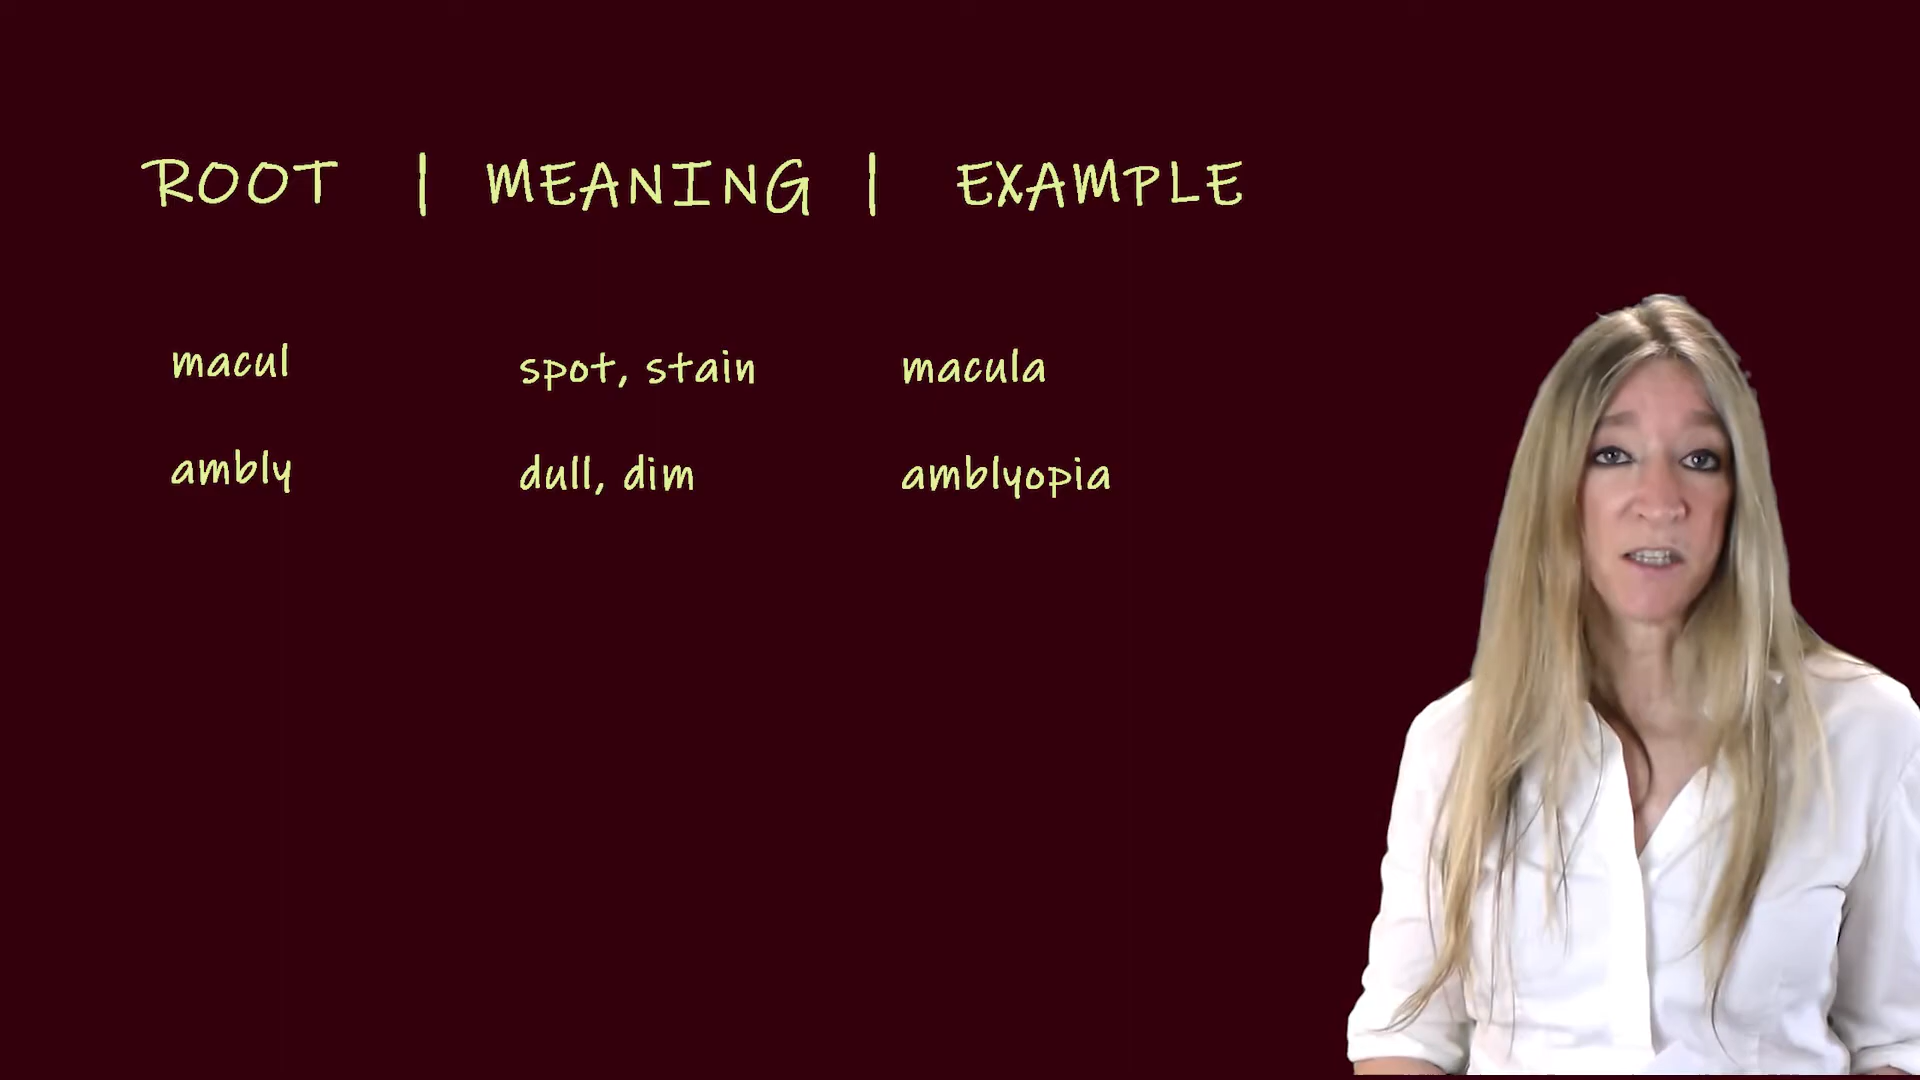 ROOT | MEANING | EXAMPLE
macul spot, stain macula
ambly dull, dim amblyopia